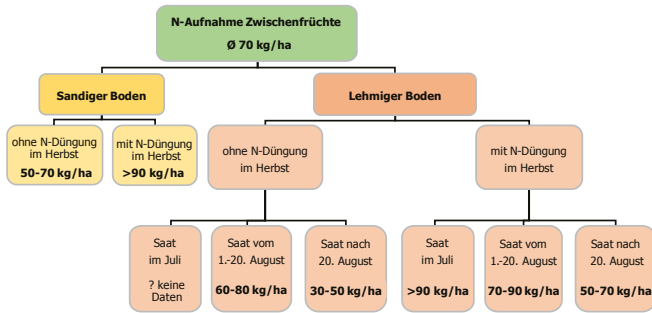 N-Aufnahme Zwischenfrüchte
Ø 70 kg/ha
Sandiger Boden
Lehmiger Boden
ohne N-Düngung
im Herbst
50-70 kg/ha
mit N-Düngung
im Herbst
>90 kg/ha
ohne N-Düngung
im Herbst
mit N-Düngung
im Herbst
Saat
im Juli
? keine
Daten
Saat vom
1.-20. August
60-80 kg/ha
Saat nach
20. August
30-50 kg/ha
Saat
im Juli
>90 kg/ha
Saat vom
1.-20. August
70-90 kg/ha
Saat nach
20. August
50-70 kg/ha